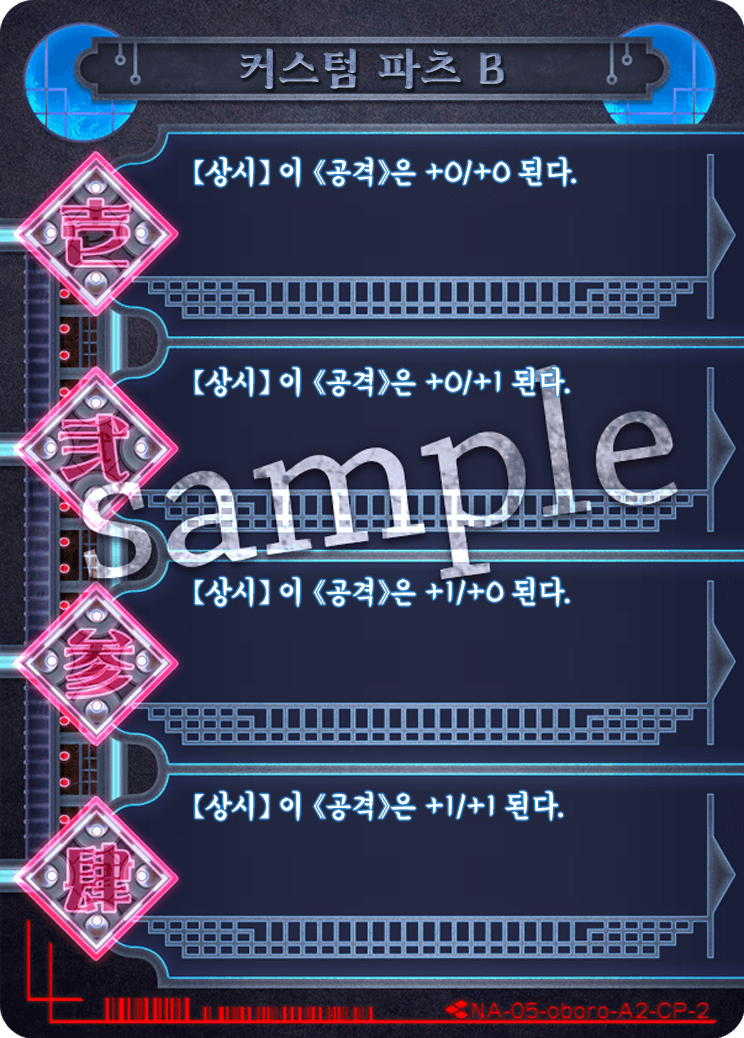 커스텀 파츠 B
【상시】 이 《공격》은 +0/+0 된다.
壱
【상시】 이 《공격》은 +0/+1 된다.
弐
sample
【상시】 이 《공격》은 +1/+0 된다.
参
【상시】 이 《공격》은 +1/+1 된다.
肆
NA-05-oboro-A2-CP-2